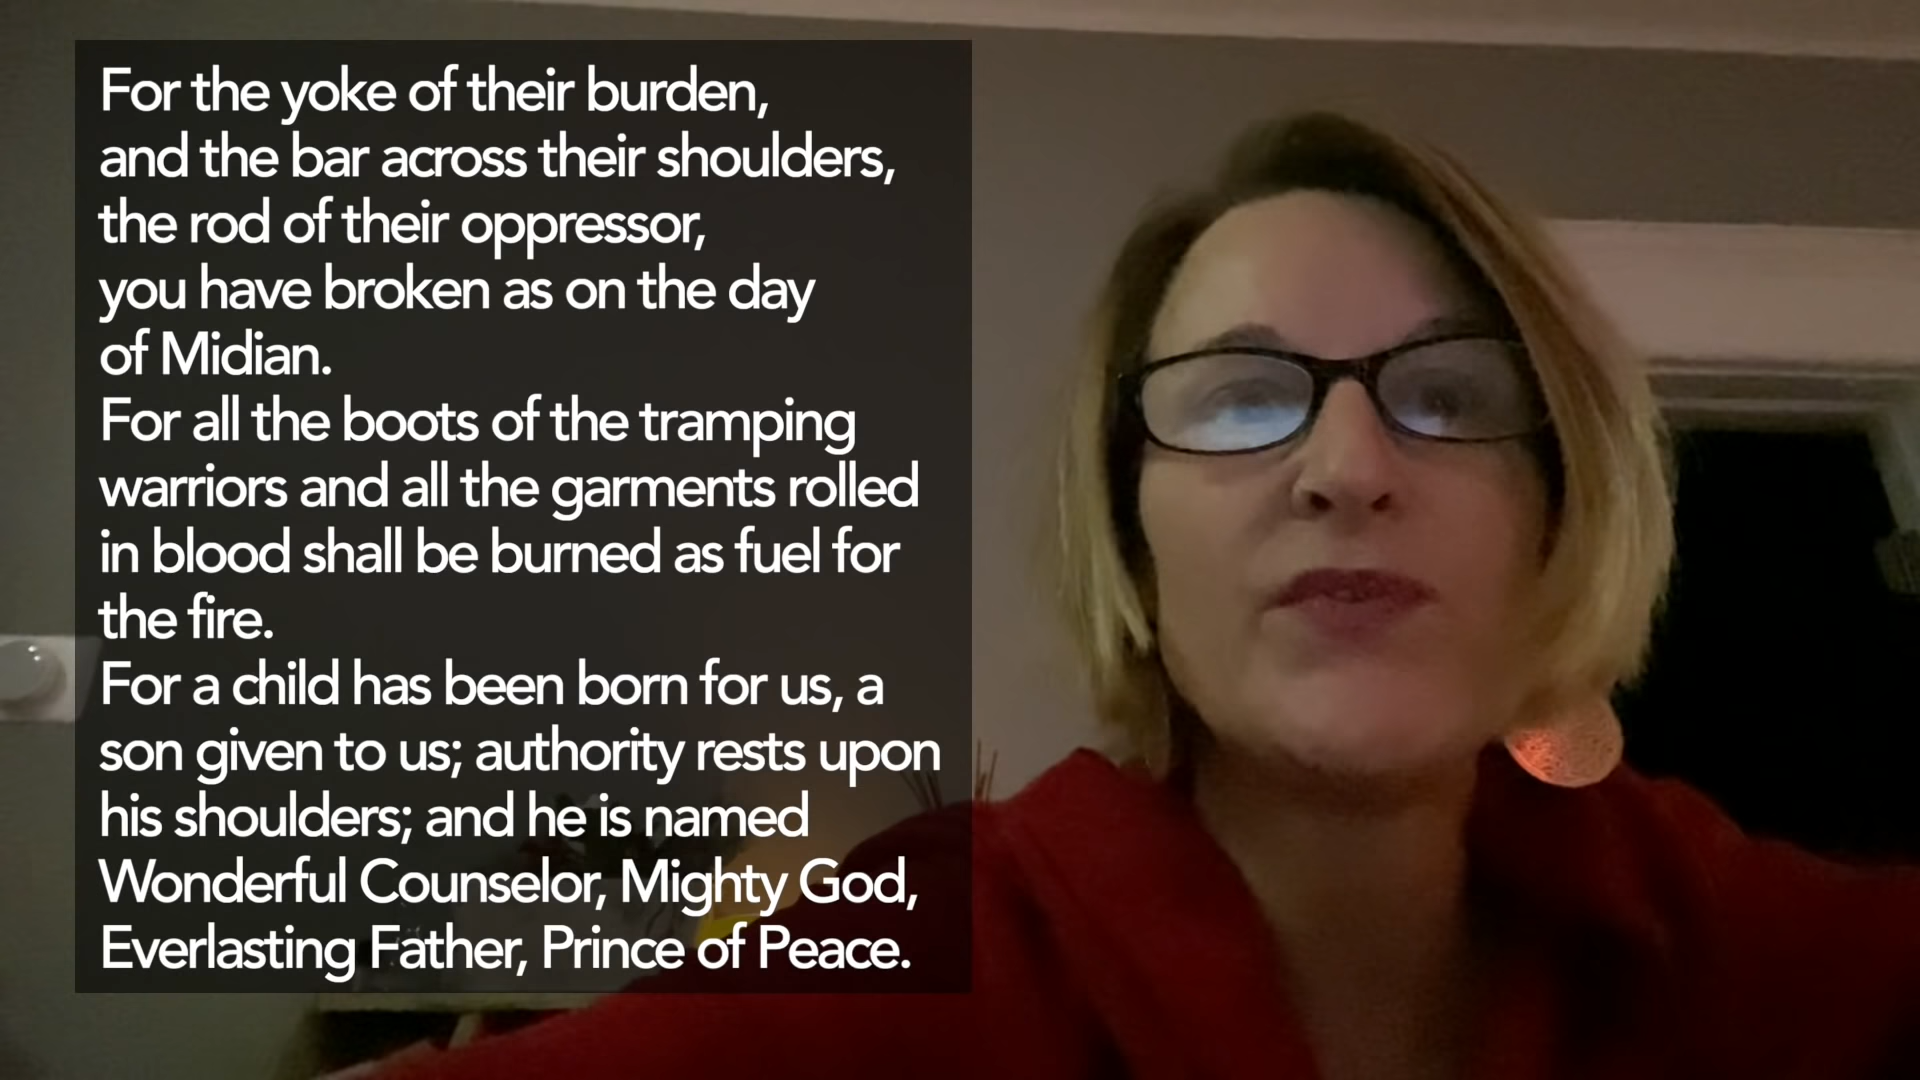 For the yoke of their burden,
and the bar across their shoulders,
the rod of their oppressor,
you have broken as on the day
of Midian.
For all the boots of the tramping
warriors and all the garments rolled
in blood shall be burned as fuel for
the fire.
For a child has been born for us, a
son given to us; authority rests upon
his shoulders; and he is named
Wonderful Counselor, Mighty God,
Everlasting Father, Prince of Peace.